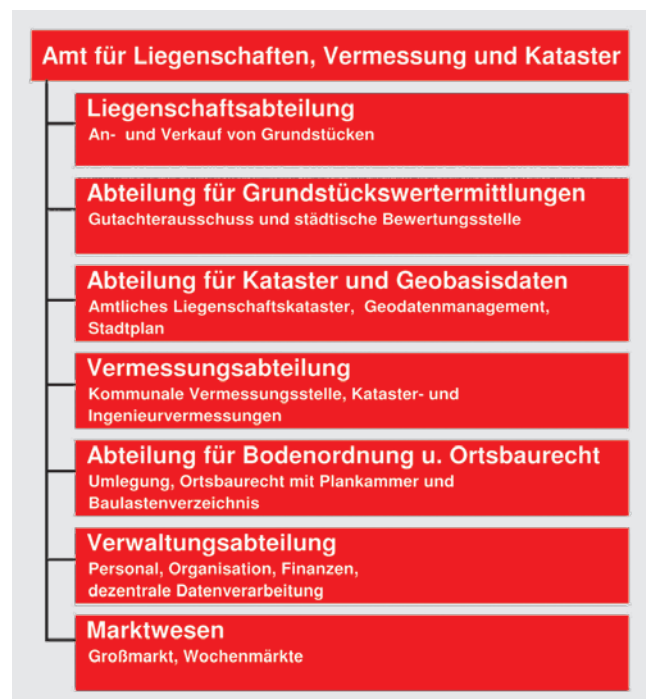 Amt für Liegenschaften, Vermessung und Kataster
Liegenschaftsabteilung
An- und Verkauf von Grundstücken
Abteilung für Grundstückswertermittlungen
Gutachterausschuss und städtische Bewertungsstelle
Abteilung für Kataster und Geobasisdaten
Amtliches Liegenschaftskataster, Geodatenmanagement,
Stadtplan
Vermessungsabteilung
Kommunale Vermessungsstelle, Kataster- und
Ingenieurvermessungen
Abteilung für Bodenordnung u. Ortsbaurecht
Umlegung, Ortsbaurecht mit Plankammer und
Baulastenverzeichnis
Verwaltungsabteilung
Personal, Organisation, Finanzen,
dezentrale Datenverarbeitung
Marktwesen
Großmarkt, Wochenmärkte